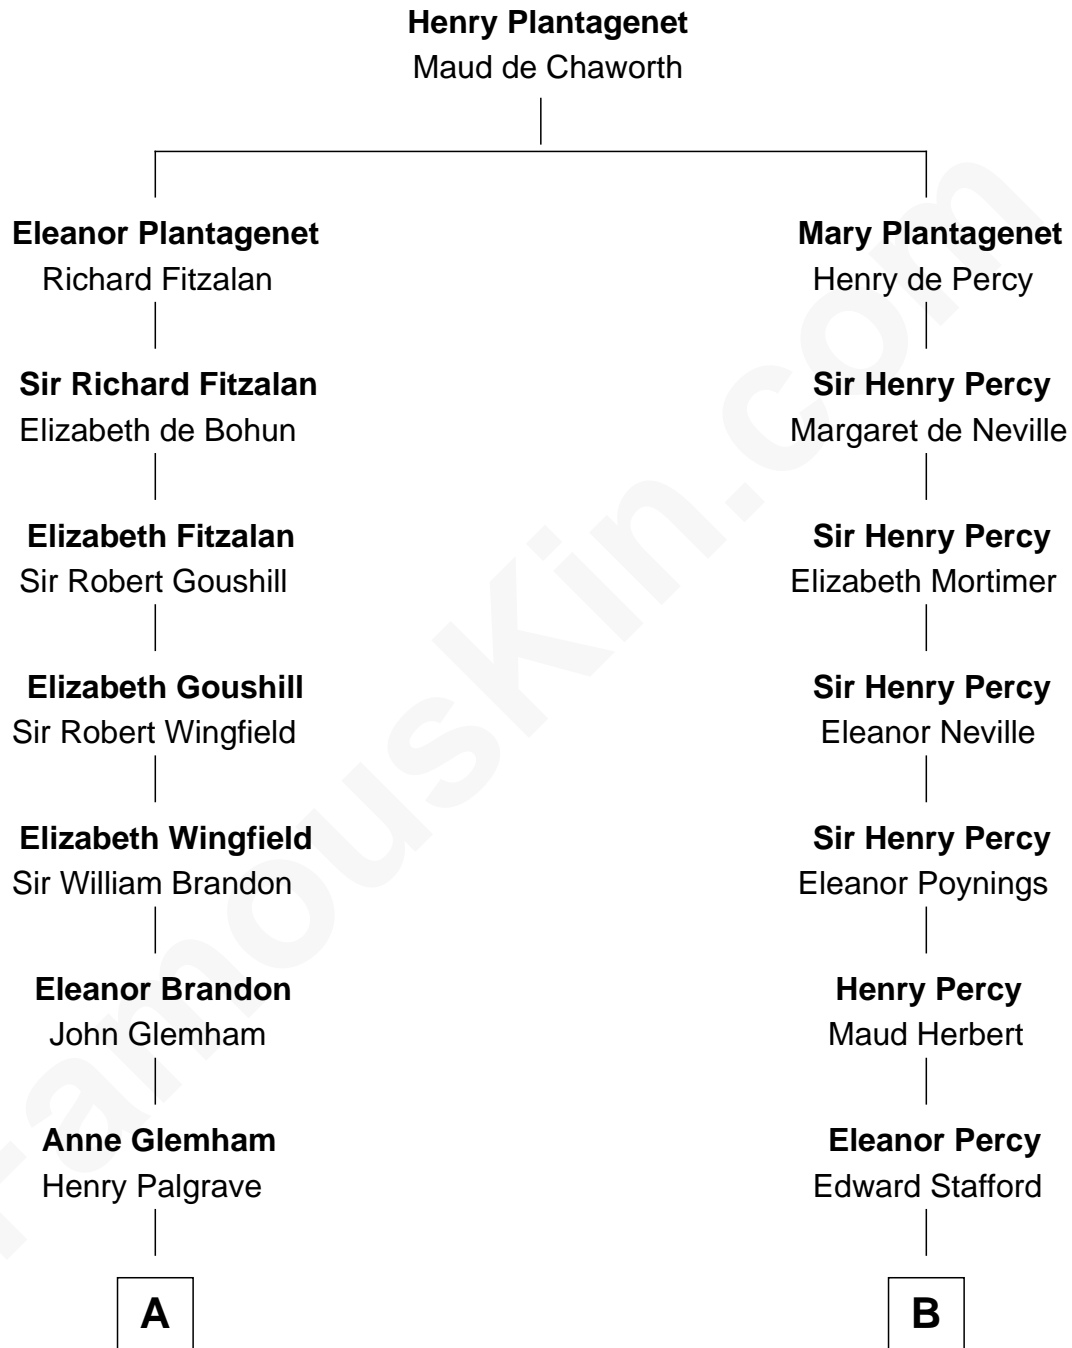 Henry Plantagenet
Maud de Chaworth
Eleanor Plantagenet
Richard Fitzalan
Sir Richard Fitzalan
Elizabeth de Bohun
Elizabeth Fitzalan
Sir Robert Goushill
Elizabeth Goushill
Sir Robert Wingfield
Elizabeth Wingfield
Sir William Brandon
Eleanor Brandon
John Glemham
Anne Glemham
Henry Palgrave
A
Mary Plantagenet
Henry de Percy
Sir Henry Percy
Margaret de Neville
Sir Henry Percy
Elizabeth Mortimer
Sir Henry Percy
Eleanor Neville
Sir Henry Percy
Eleanor Poynings
Henry Percy
Maud Herbert
Eleanor Percy
Edward Stafford
B
FamousKin.com